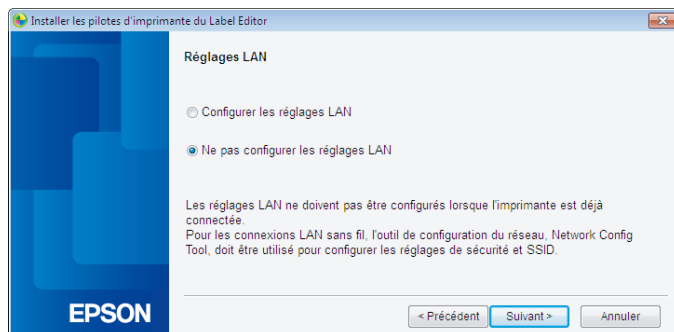 Installer les pilotes d'imprimante du Label Editor
Réglages LAN
Configurer les réglages LAN
Ne pas configurer les réglages LAN
Les réglages LAN ne doivent pas être configurés lorsque l'imprimante est déjà
connectée.
Pour les connexions LAN sans fil, l'outil de configuration du réseau, Network Config
Tool, doit être utilisé pour configurer les réglages de sécurité et SSID.
EPSON
< Précédent Suivant > Annuler